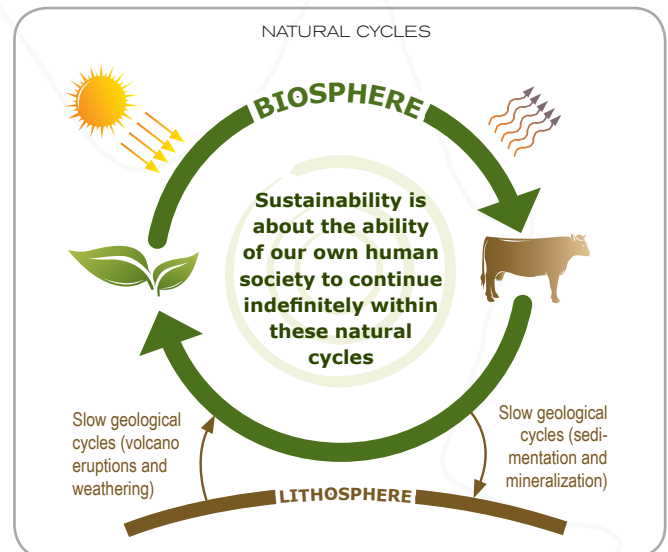 NATURAL CYCLES
BIOSPHERE
Sustainability is
about the ability
of our own human
society to continue
indefinitely within
these natural
cycles
Slow geological
cycles (volcano
eruptions and
weathering)
Slow geological
cycles (sedi-
mentation and
mineralization)
LITHOSPHERE